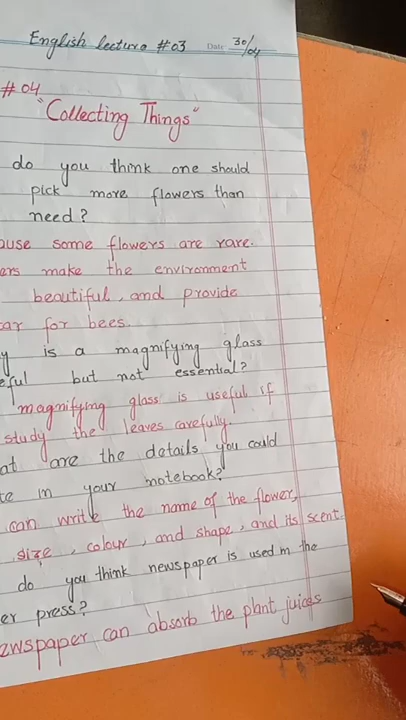 English lecture #03 Date: 30/04
#04
"Collecting Things"
do you think one should
pick more flowers than
need?
ause some flowers are rare.
ers make the environment
beautiful, and provide
ar for bees.
y is a magnifying glass
eful but not essential?
magnifying glass is useful if
study the leaves carefully.
at are the details you could
te in your notebook?
can write the name of the flower,
size, colour, and shape, and its scent.
do you think newspaper is used in the
er press?
ewspaper can absorb the plant juices